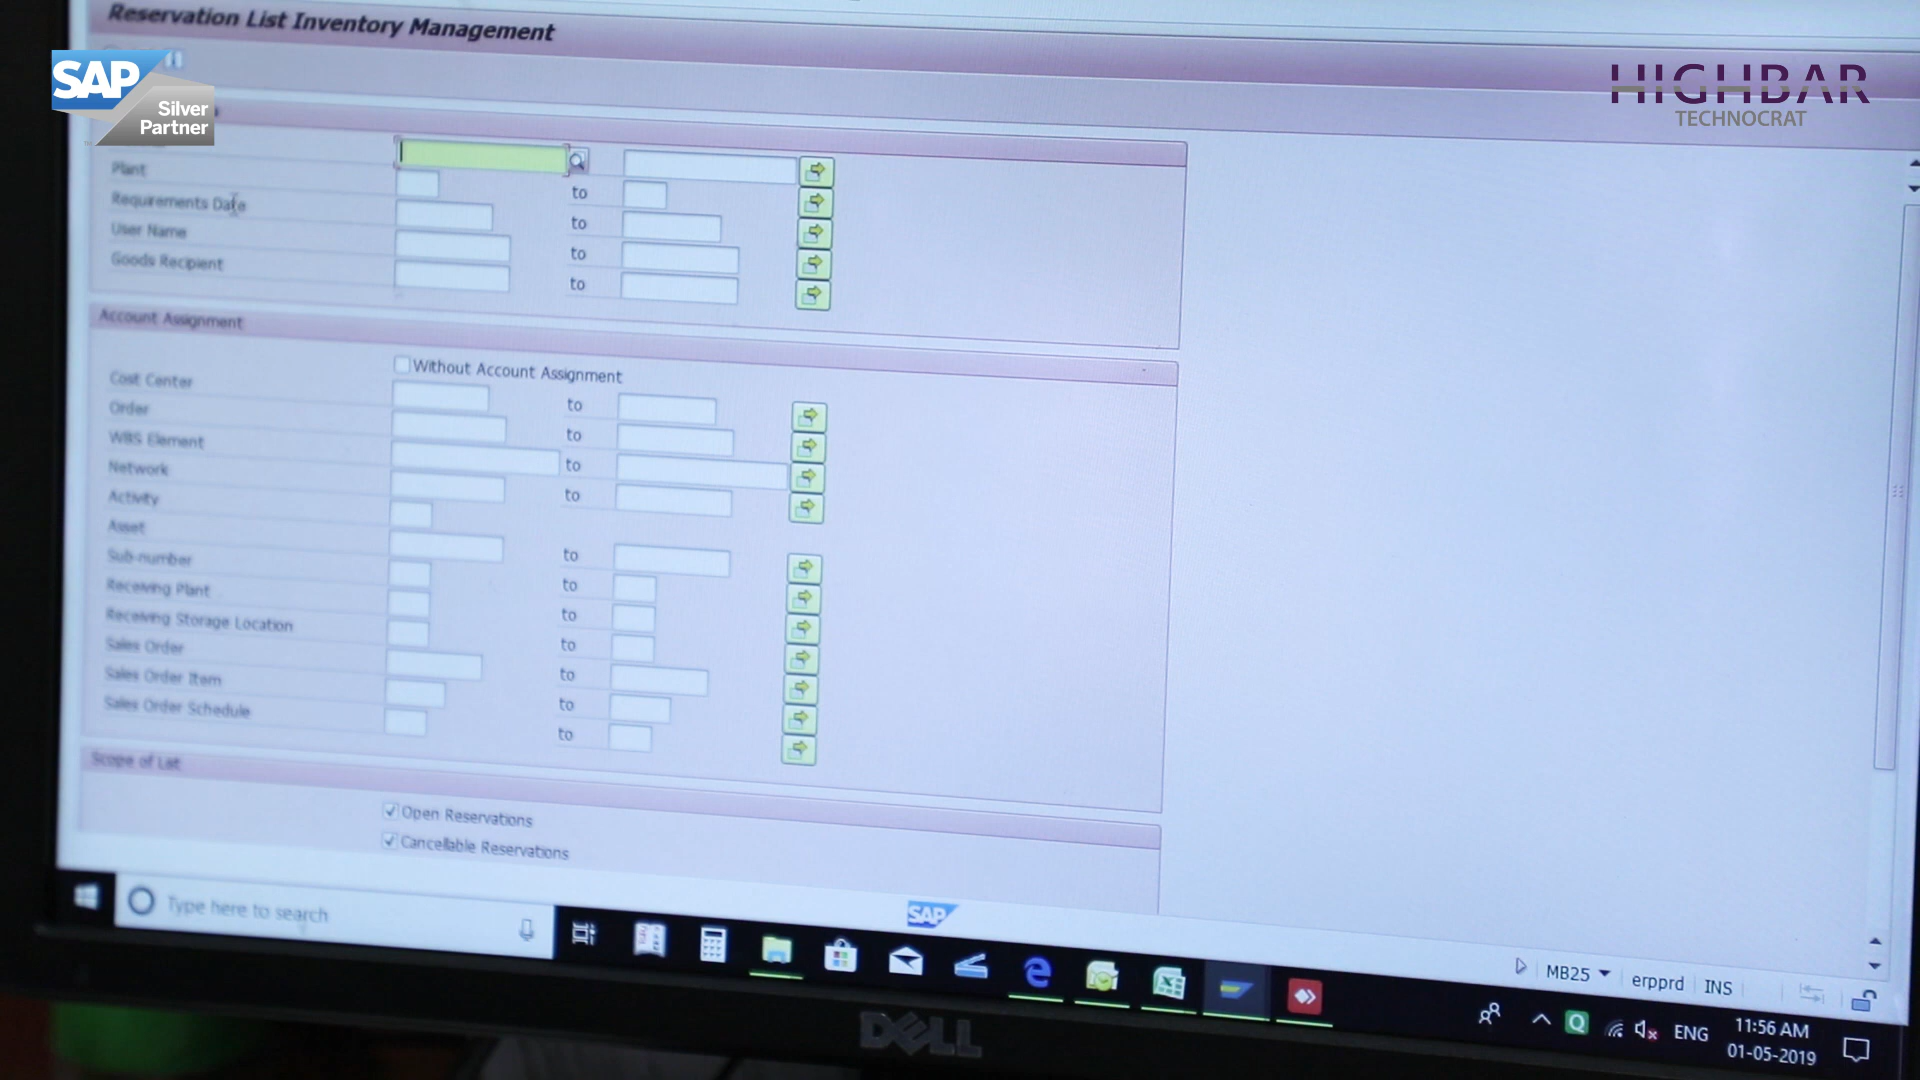 Reservation List Inventory Management
SAP
Silver
Partner
HIGHBAR
TECHNOCRAT
Plant
to
Requirements Date
to
User Name
to
Goods Recipient
to
Account Assignment
Without Account Assignment
Cost Center
to
Order
to
WBS Element
to
Network
to
Activity
Asset
to
Sub-number
to
Receiving Plant
to
Receiving Storage Location
to
Sales Order
to
Sales Order Item
to
Sales Order Schedule
to
Scope of List
Open Reservations
Cancellable Reservations
Type here to search
SAP
MB25
erpprd
INS
ENG
11:56 AM
01-05-2019
DELL